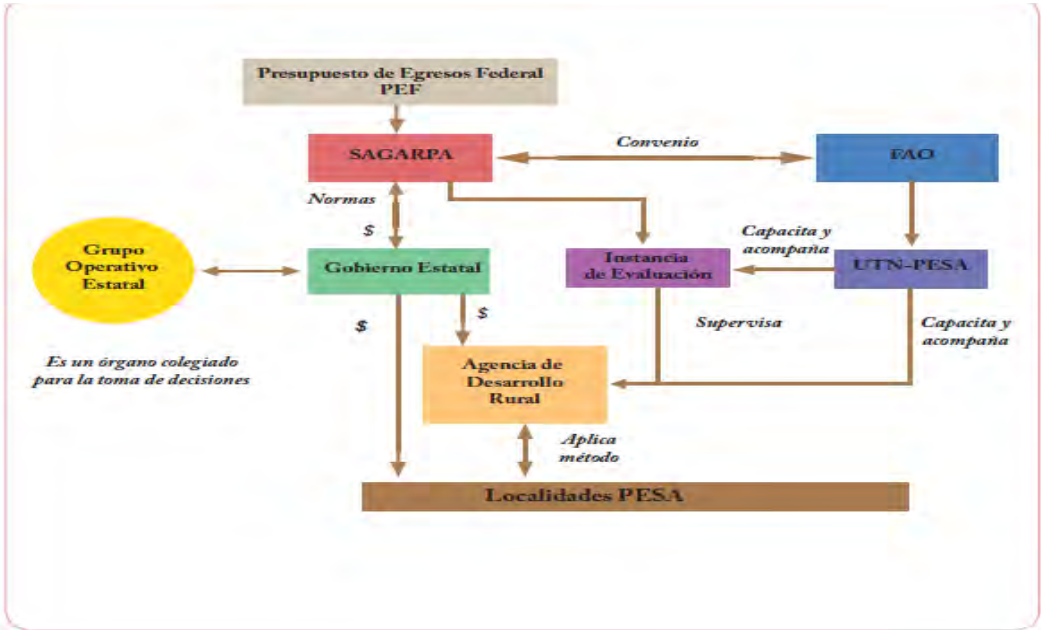 Presupuesto de Egresos Federal
PEF
SAGARPA
Convenio
FAO
Normas
$
Capacita y
acompaña
Grupo
Operativo
Estatal
Gobierno Estatal
Instancia
de Evaluación
UTN-PESA
$
$
Supervisa
Capacita y
acompaña
Es un órgano colegiado
para la toma de decisiones
Agencia de
Desarrollo
Rural
Aplica
método
Localidades PESA